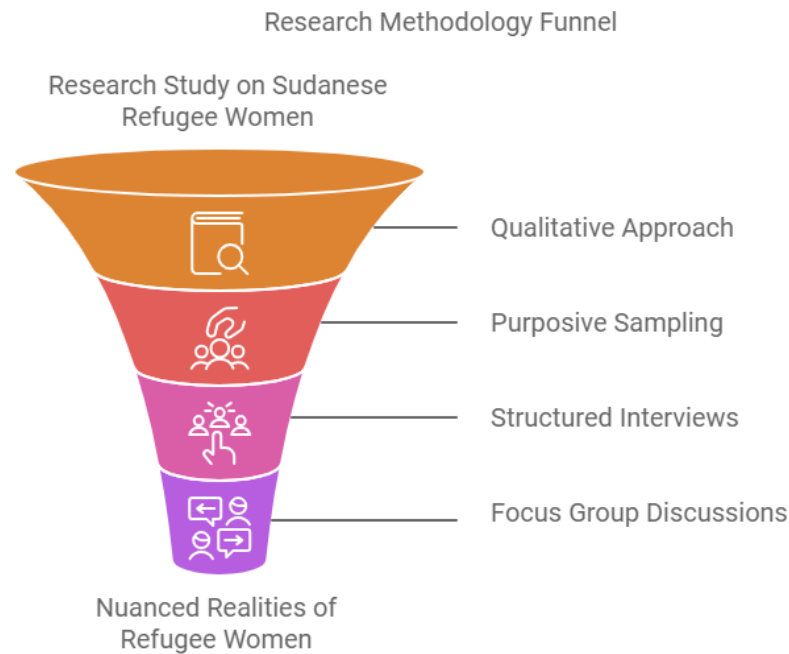 Research Methodology Funnel
Research Study on Sudanese
Refugee Women
Qualitative Approach
Purposive Sampling
Structured Interviews
Focus Group Discussions
Nuanced Realities of
Refugee Women